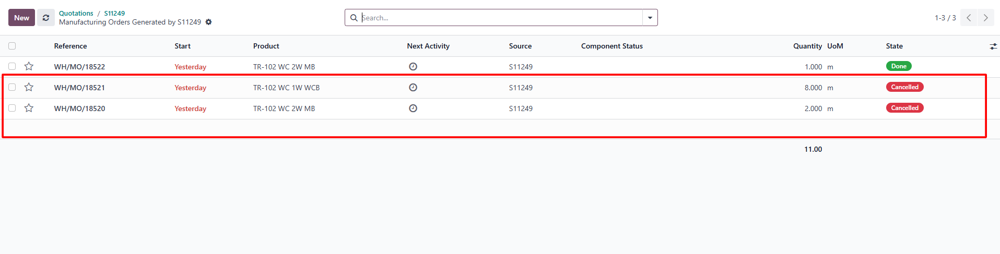 New
Quotations / S11249
Manufacturing Orders Generated by S11249
Search...
1-3 / 3
Reference Start Product Next Activity Source Component Status Quantity UoM State
WH/MO/18522 Yesterday TR-102 WC 2W MB S11249 1.000 m Done
WH/MO/18521 Yesterday TR-102 WC 1W WCB S11249 8.000 m Cancelled
WH/MO/18520 Yesterday TR-102 WC 2W MB S11249 2.000 m Cancelled
11.00